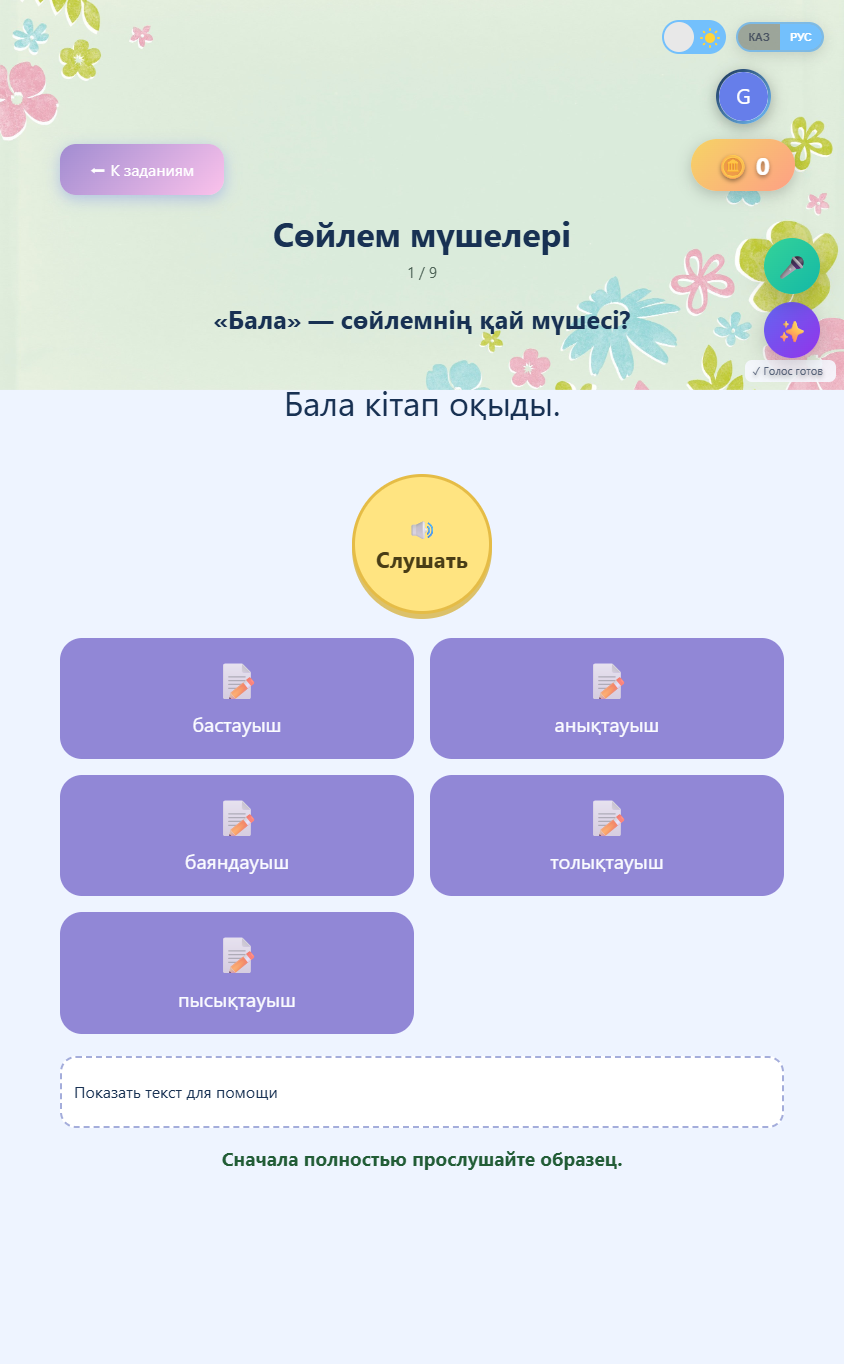 КАЗ РУС
G
← К заданиям
0
Сөйлем мүшелері
1 / 9
«Бала» — сөйлемнің қай мүшесі?
✓ Голос готов
Бала кітап оқыды.
Слушать
бастауыш
анықтауыш
баяндауыш
толықтауыш
пысықтауыш
Показать текст для помощи
Сначала полностью прослушайте образец.